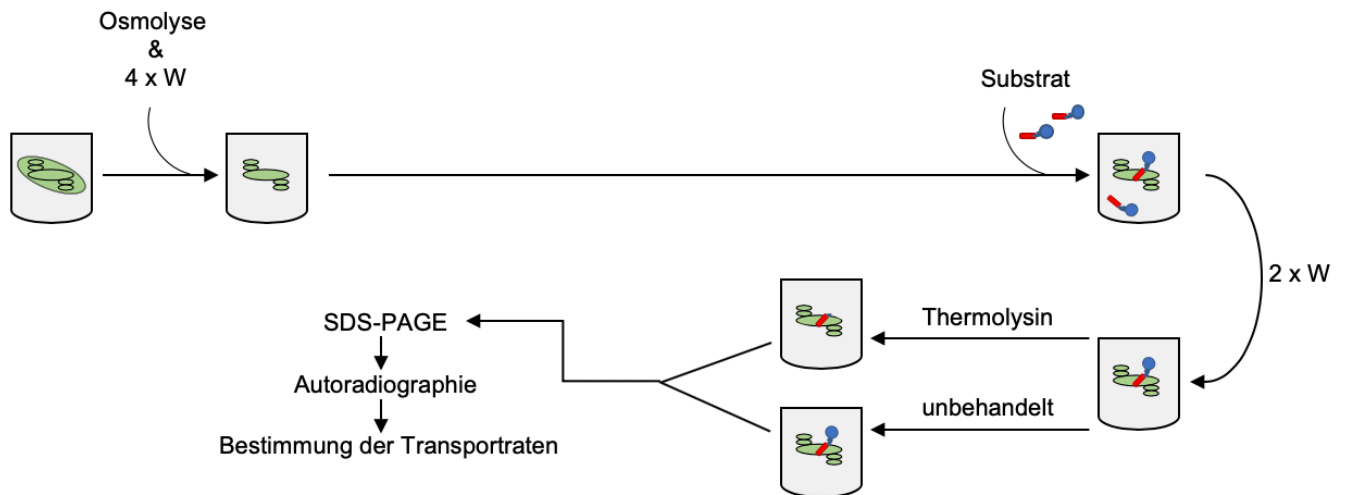 Osmolyse
&
4 x W
Substrat
2 x W
Thermolysin
unbehandelt
SDS-PAGE
Autoradiographie
Bestimmung der Transportraten